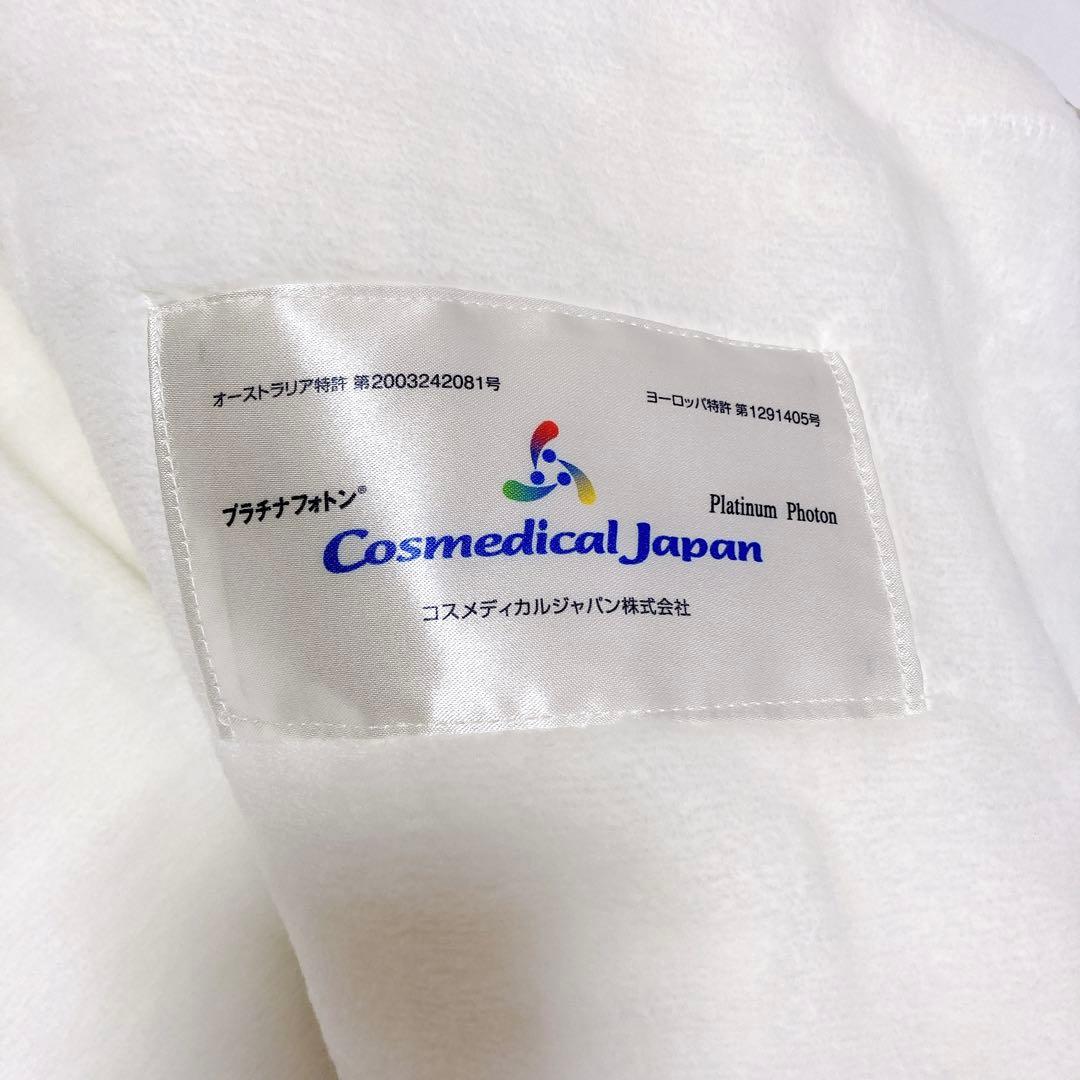 オーストラリア特許 第2003242081号
ヨーロッパ特許 第1291405号
プラチナフォトン®
Platinum Photon
Cosmedical Japan
コスメディカルジャパン株式会社